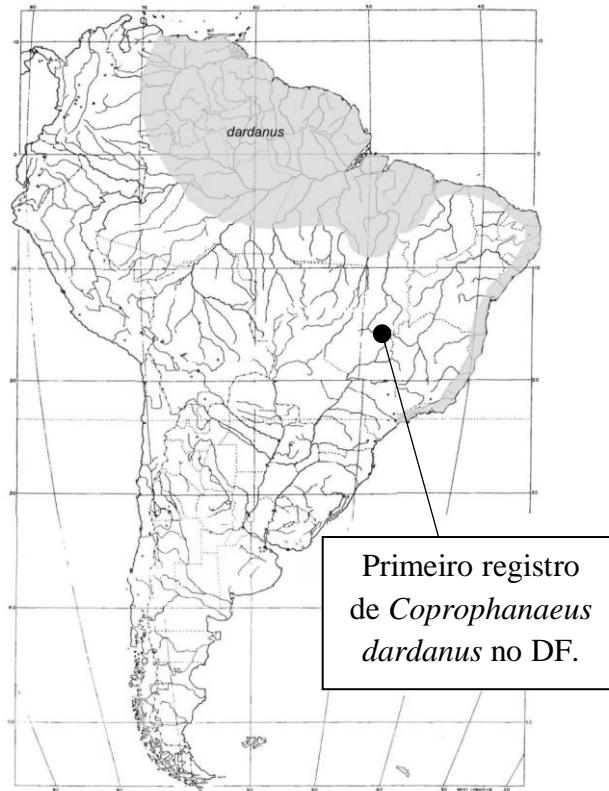 dardanus
Primeiro registro
de Coprophanaeus
dardanus no DF.